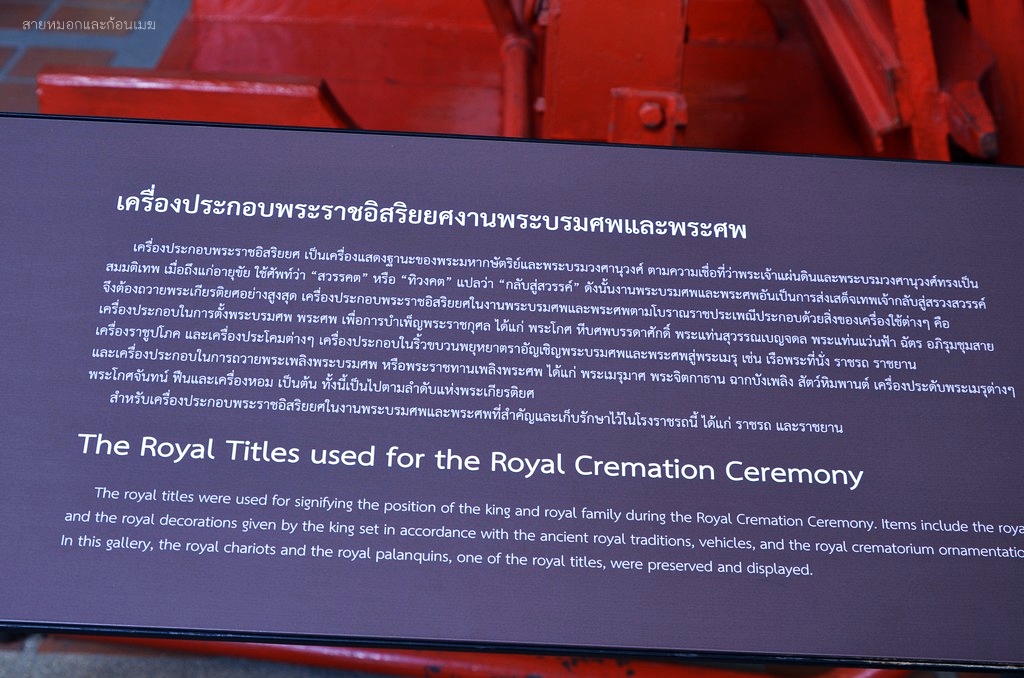 สายหมอกและก้อนเมฆ
เครื่องประกอบพระราชอิสริยยศงานพระบรมศพและพระศพ
เครื่องประกอบพระราชอิสริยยศ เป็นเครื่องแสดงฐานะของพระมหากษัตริย์และพระบรมวงศานุวงศ์ ตามความเชื่อที่ว่าพระเจ้าแผ่นดินและพระบรมวงศานุวงศ์ทรงเป็น
สมมติเทพ เมื่อถึงแก่อายุขัย ใช้ศัพท์ว่า “สวรรคต” หรือ “ทิวงคต” แปลว่า “กลับสู่สวรรค์” ดังนั้นงานพระบรมศพและพระศพอันเป็นการส่งเสด็จเทพเจ้ากลับสู่สรวงสวรรค์
จึงต้องถวายพระเกียรติยศอย่างสูงสุด เครื่องประกอบพระราชอิสริยยศในงานพระบรมศพและพระศพตามโบราณราชประเพณีประกอบด้วยสิ่งของเครื่องใช้ต่างๆ คือ
เครื่องประกอบในการตั้งพระบรมศพ พระศพ เพื่อการบำเพ็ญพระราชกุศล ได้แก่ พระโกศ หีบศพบรรดาศักดิ์ พระแท่นสุวรรณเบญจดล พระแท่นแว่นฟ้า ฉัตร อภิรุมชุมสาย
เครื่องราชูปโภค และเครื่องประโคมต่างๆ เครื่องประกอบในริ้วขบวนพยุหยาตราอัญเชิญพระบรมศพและพระศพสู่พระเมรุ เช่น เรือพระที่นั่ง ราชรถ ราชยาน
และเครื่องประกอบในการถวายพระเพลิงพระบรมศพ หรือพระราชทานเพลิงพระศพ ได้แก่ พระเมรุมาศ พระจิตกาธาน ฉากบังเพลิง สัตว์หิมพานต์ เครื่องประดับพระเมรุต่างๆ
พระโกศจันทน์ ฟืนและเครื่องหอม เป็นต้น ทั้งนี้เป็นไปตามลำดับแห่งพระเกียรติยศ
สำหรับเครื่องประกอบพระราชอิสริยยศในงานพระบรมศพและพระศพที่สำคัญและเก็บรักษาไว้ในโรงราชรถนี้ ได้แก่ ราชรถ และราชยาน
The Royal Titles used for the Royal Cremation Ceremony
The royal titles were used for signifying the position of the king and royal family during the Royal Cremation Ceremony. Items include the roya
and the royal decorations given by the king set in accordance with the ancient royal traditions, vehicles, and the royal crematorium ornamentatio
In this gallery, the royal chariots and the royal palanquins, one of the royal titles, were preserved and displayed.